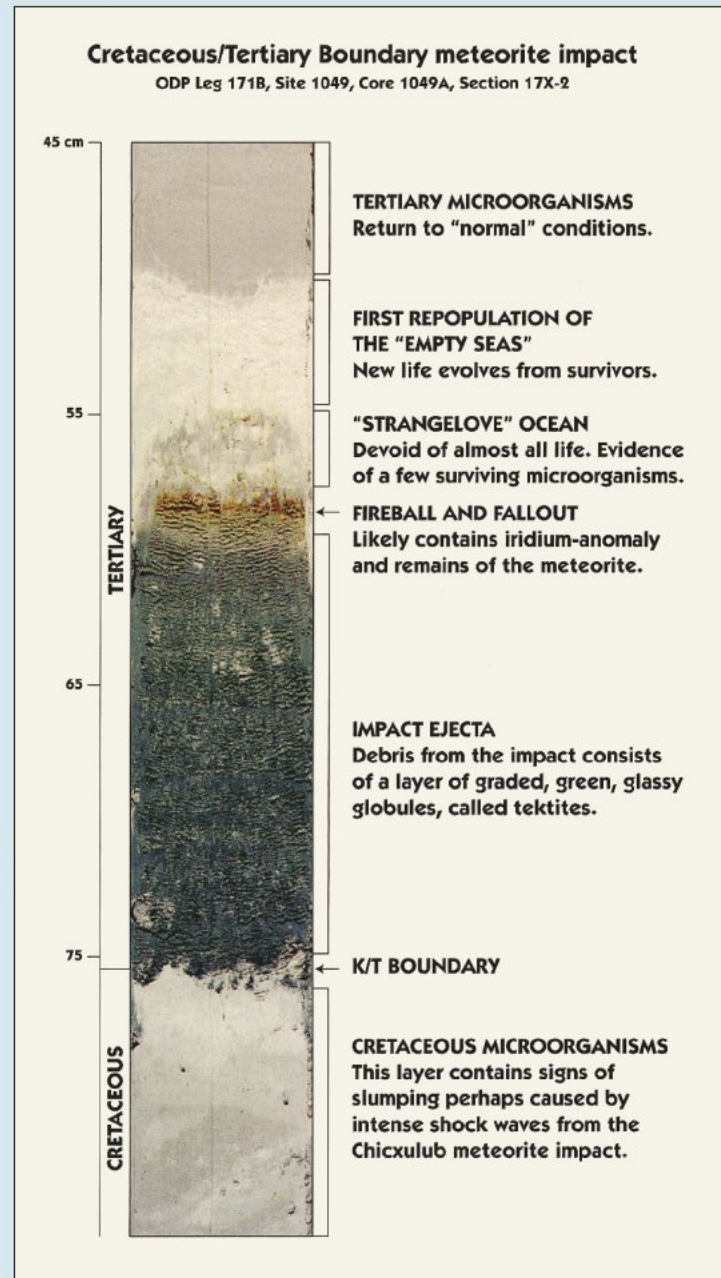 Cretaceous/Tertiary Boundary meteorite impact
ODP Leg 171B, Site 1049, Core 1049A, Section 17X-2
45 cm
TERTIARY MICROORGANISMS
Return to “normal” conditions.
FIRST REPOPULATION OF
THE “EMPTY SEAS”
New life evolves from survivors.
55
“STRANGELOVE” OCEAN
Devoid of almost all life. Evidence
of a few surviving microorganisms.
TERTIARY
FIREBALL AND FALLOUT
Likely contains iridium-anomaly
and remains of the meteorite.
65
IMPACT EJECTA
Debris from the impact consists
of a layer of graded, green, glassy
globules, called tektites.
75
K/T BOUNDARY
CRETACEOUS
CRETACEOUS MICROORGANISMS
This layer contains signs of
slumping perhaps caused by
intense shock waves from the
Chicxulub meteorite impact.